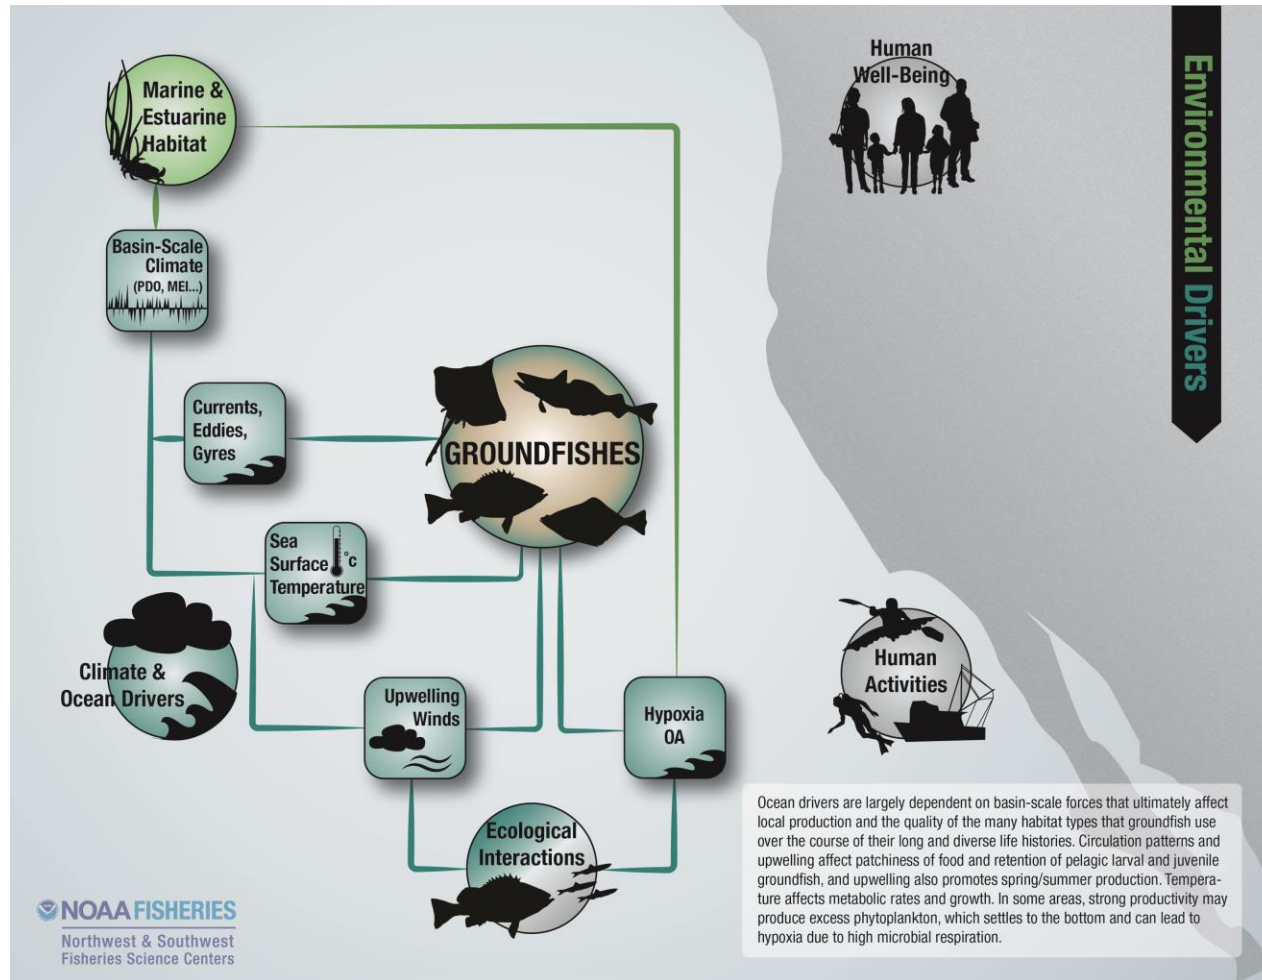 Marine &
Estuarine
Habitat
Human
Well-Being
Environmental Drivers
Basin-Scale
Climate
(PDO, MEI...)
Currents,
Eddies,
Gyres
GROUNDFISHES
Sea
Surface °C
Temperature
Climate &
Ocean Drivers
Upwelling
Winds
Hypoxia
OA
Human
Activities
Ecological
Interactions
Ocean drivers are largely dependent on basin-scale forces that ultimately affect
local production and the quality of the many habitat types that groundfish use
over the course of their long and diverse life histories. Circulation patterns and
upwelling affect patchiness of food and retention of pelagic larval and juvenile
groundfish, and upwelling also promotes spring/summer production. Tempera-
ture affects metabolic rates and growth. In some areas, strong productivity may
produce excess phytoplankton, which settles to the bottom and can lead to
hypoxia due to high microbial respiration.
NOAA FISHERIES
Northwest & Southwest
Fisheries Science Centers